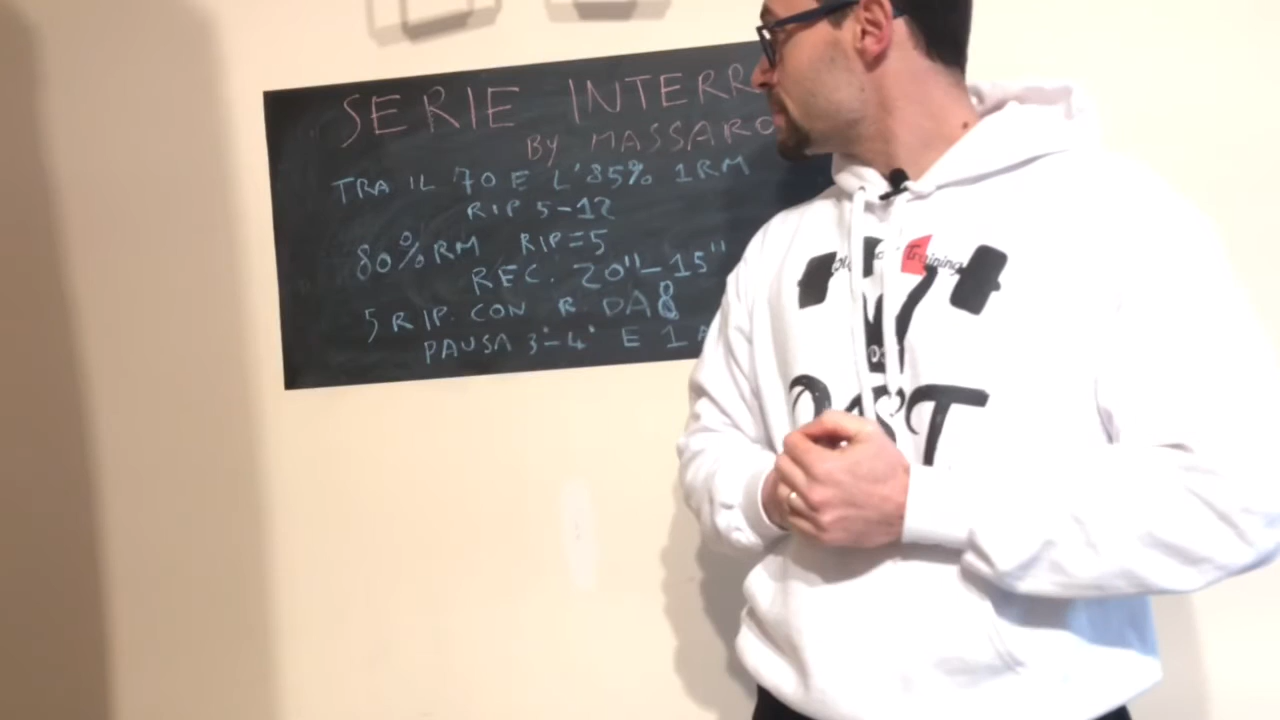 SERIE INTERR
BY MASSARO
TRA IL 70 E L'85% 1RM
RIP 5-12
80% RM RIP=5
REC. 20"-15"
5 RIP. CON R. DA 8
PAUSA 3'-4' E 1
Training